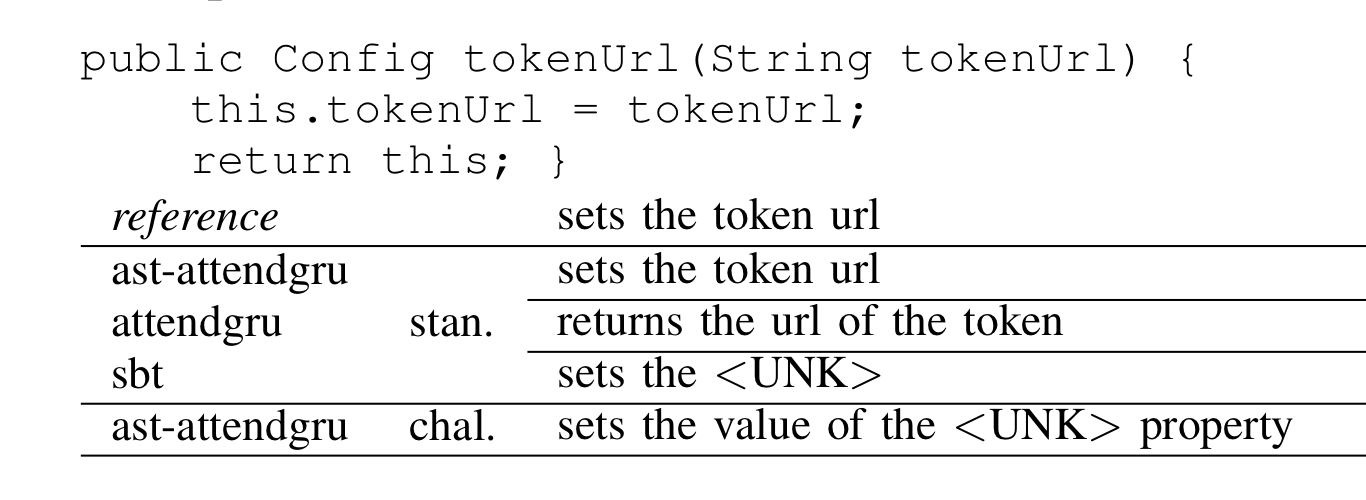 public Config tokenUrl(String tokenUrl) {
    this.tokenUrl = tokenUrl;
    return this; }
reference sets the token url
ast-attendgru sets the token url
attendgru stan. returns the url of the token
sbt sets the <UNK>
ast-attendgru chal. sets the value of the <UNK> property